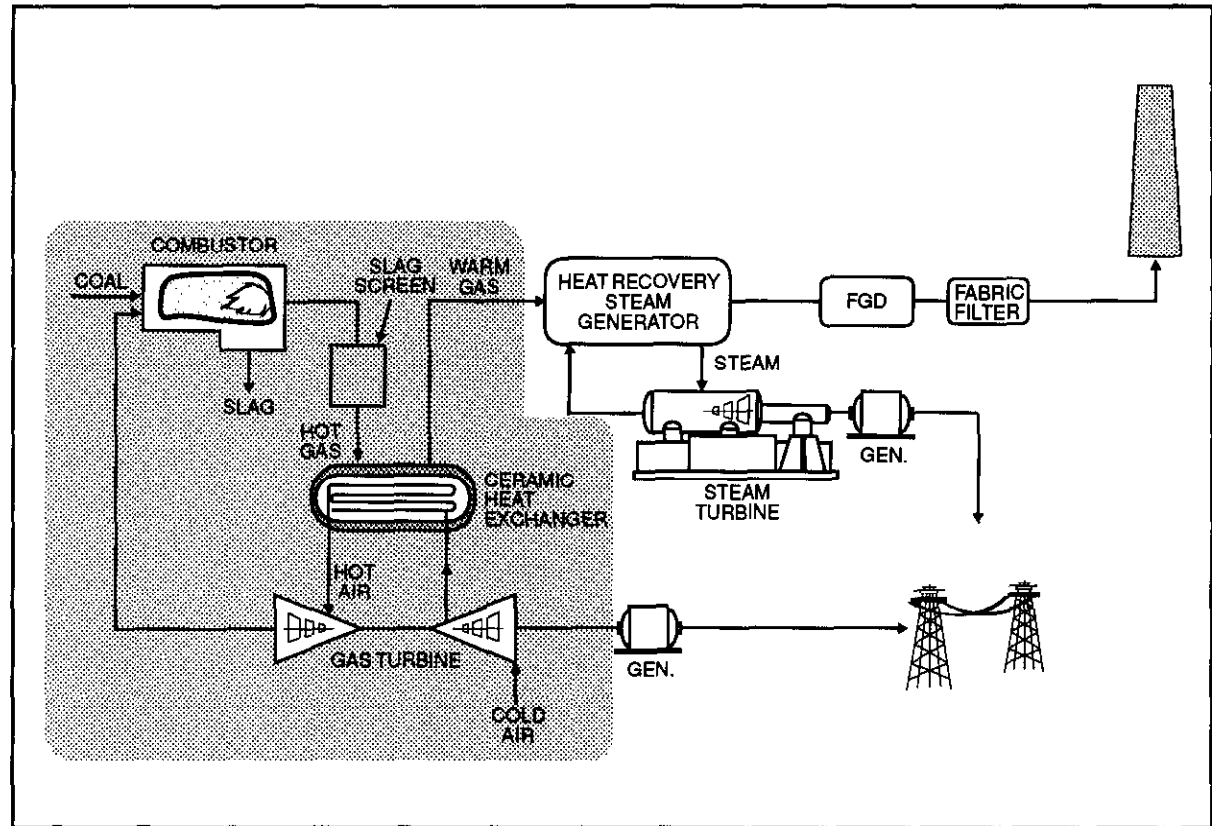 COMBUSTOR
COAL
SLAG
SCREEN
WARM
GAS
HEAT RECOVERY
STEAM
GENERATOR
FGD
FABRIC
FILTER
STEAM
SLAG
HOT
GAS
GEN.
CERAMIC
HEAT
EXCHANGER
STEAM
TURBINE
HOT
AIR
GAS TURBINE
GEN.
COLD
AIR